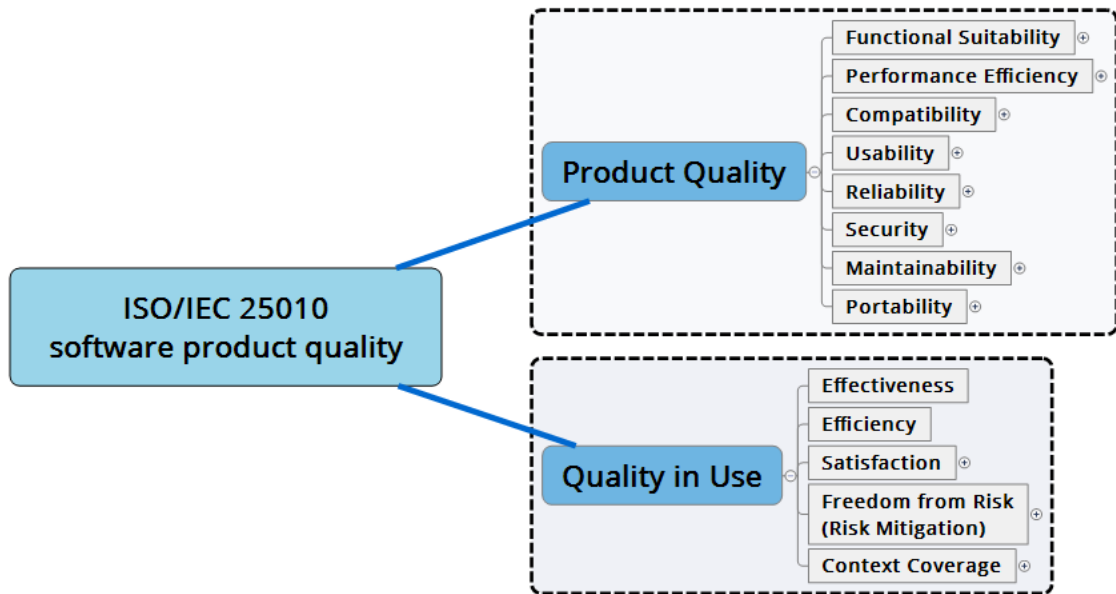 ISO/IEC 25010
software product quality
Product Quality
Functional Suitability
Performance Efficiency
Compatibility
Usability
Reliability
Security
Maintainability
Portability
Quality in Use
Effectiveness
Efficiency
Satisfaction
Freedom from Risk
(Risk Mitigation)
Context Coverage